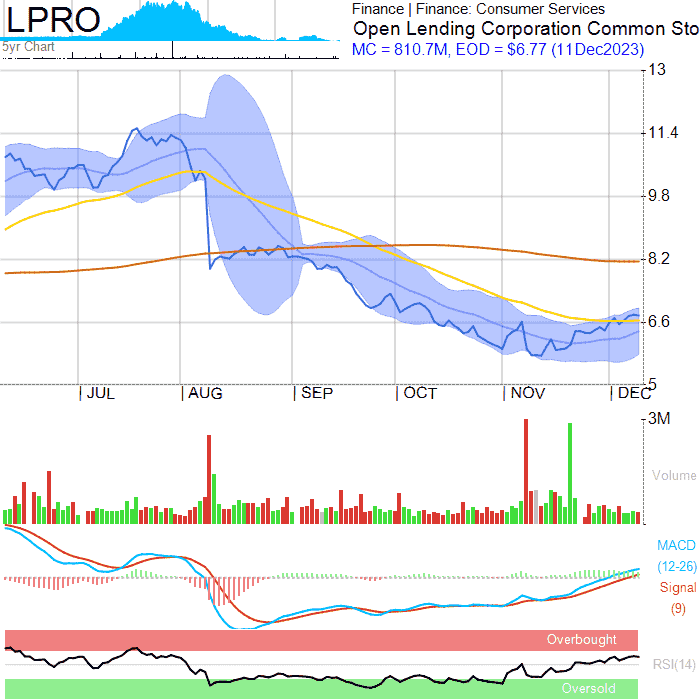 LPRO
5yr Chart
Finance | Finance: Consumer Services
Open Lending Corporation Common Sto
MC = 810.7M, EOD = $6.77 (11Dec2023)
13
11.4
9.8
8.2
6.6
5
JUL AUG SEP OCT NOV DEC
3M
Volume
MACD
(12-26)
Signal
(9)
Overbought
RSI(14)
Oversold